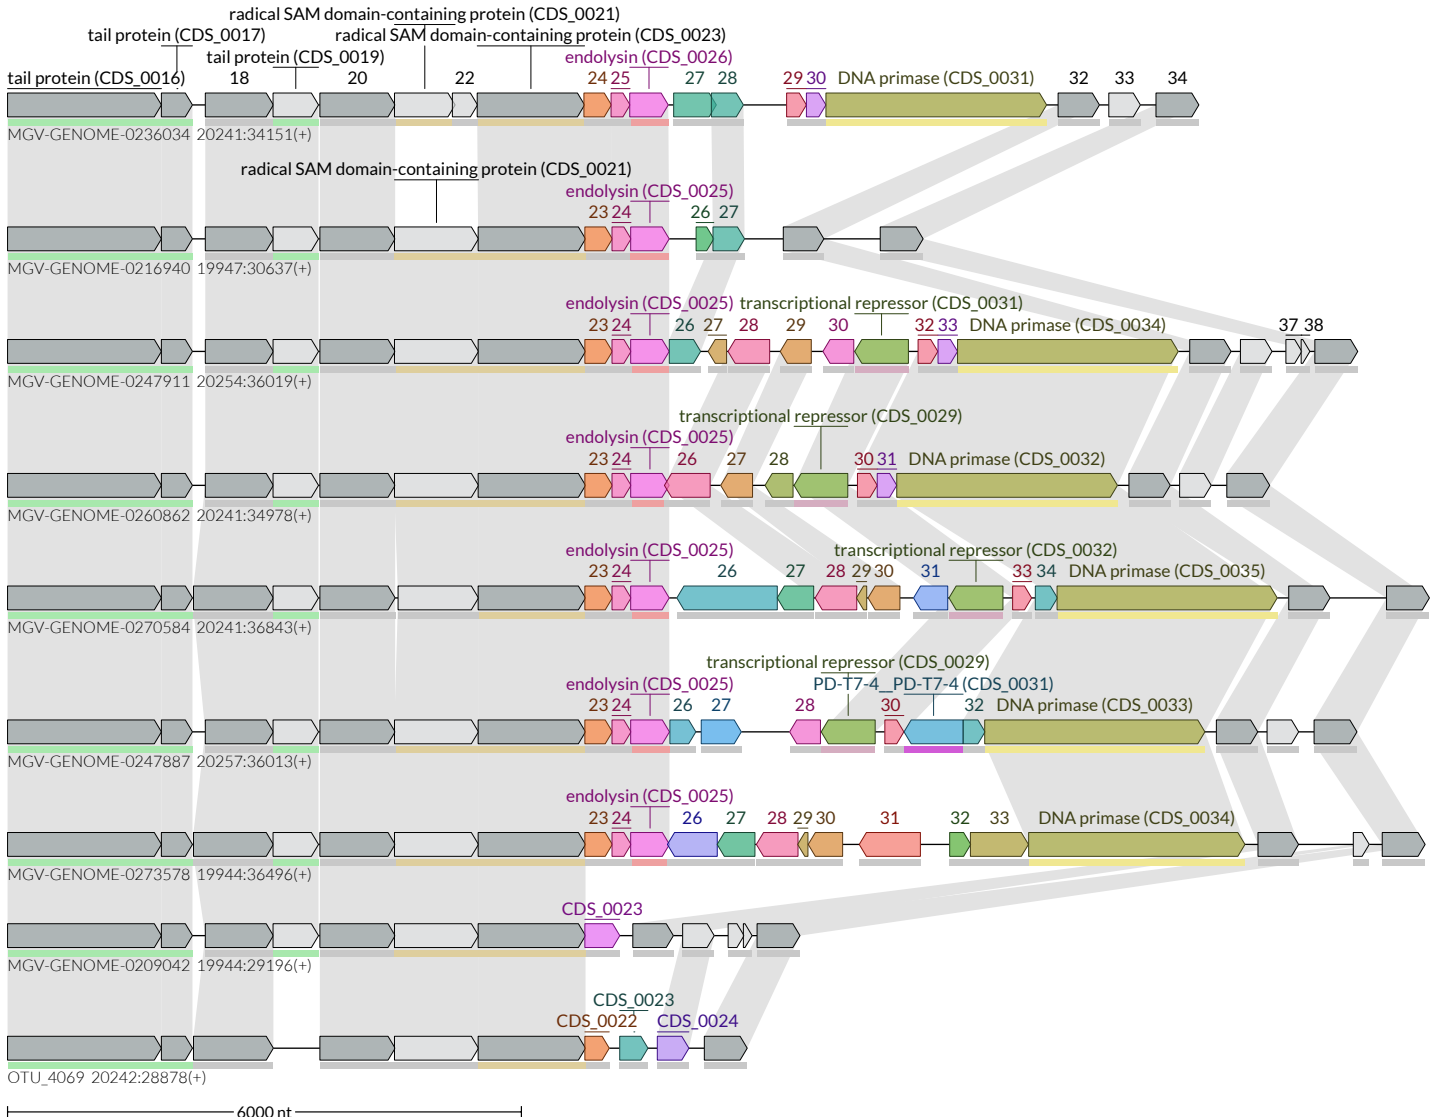 radical SAM domain-containing protein (CDS_0021)
tail protein (CDS_0017) radical SAM domain-containing protein (CDS_0023)
tail protein (CDS_0019) endolysin (CDS_0026)
tail protein (CDS_0016) 18 20 22 24 25 27 28 29 30 DNA primase (CDS_0031) 32 33 34
MGV-GENOME-0236034 20241:34151(+)
radical SAM domain-containing protein (CDS_0021)
endolysin (CDS_0025)
23 24 26 27
MGV-GENOME-0216940 19947:30637(+)
endolysin (CDS_0025) transcriptional repressor (CDS_0031)
23 24 26 27 28 29 30 32 33 DNA primase (CDS_0034) 37 38
MGV-GENOME-0247911 20254:36019(+)
transcriptional repressor (CDS_0029)
endolysin (CDS_0025)
23 24 26 27 28 30 31 DNA primase (CDS_0032)
MGV-GENOME-0260862 20241:34978(+)
endolysin (CDS_0025) transcriptional repressor (CDS_0032)
23 24 26 27 28 29 30 31 33 34 DNA primase (CDS_0035)
MGV-GENOME-0270584 20241:36843(+)
transcriptional repressor (CDS_0029)
endolysin (CDS_0025) PD-T7-4__PD-T7-4 (CDS_0031)
23 24 26 27 28 30 32 DNA primase (CDS_0033)
MGV-GENOME-0247887 20257:36013(+)
endolysin (CDS_0025)
23 24 26 27 28 29 30 31 32 33 DNA primase (CDS_0034)
MGV-GENOME-0273578 19944:36496(+)
CDS_0023
MGV-GENOME-0209042 19944:29196(+)
CDS_0023
CDS_0022 CDS_0024
OTU_4069 20242:28878(+)
6000 nt